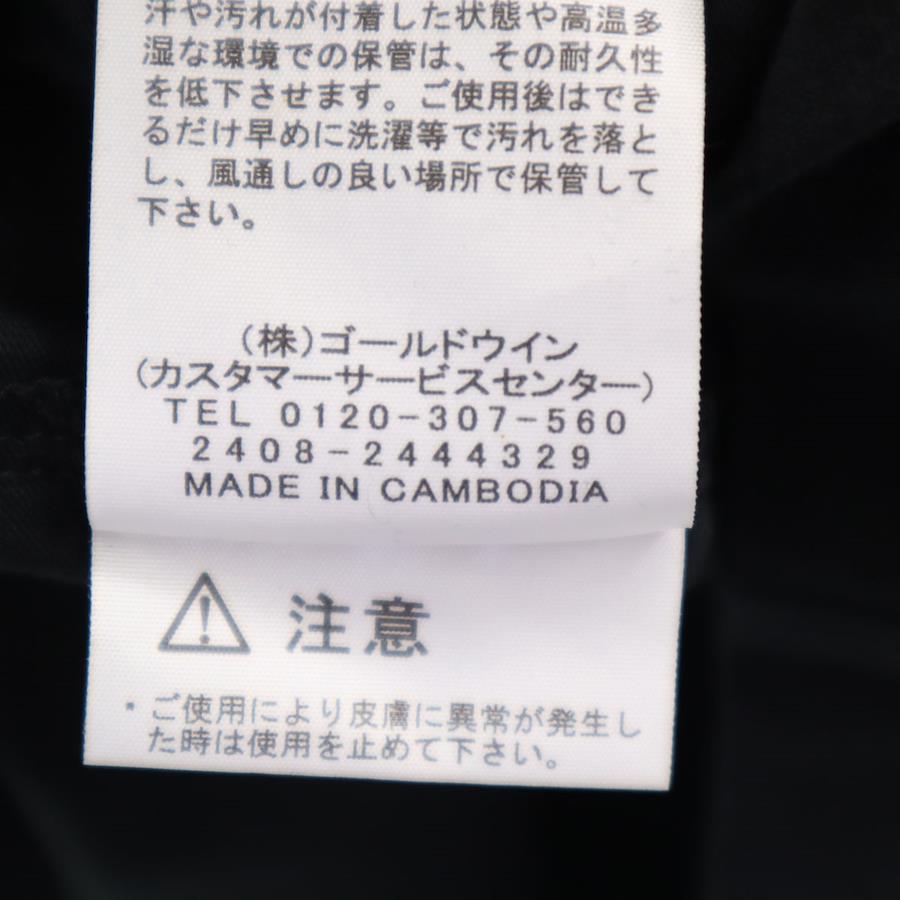 汗や汚れが付着した状態や高温多
湿な環境での保管は、その耐久性
を低下させます。ご使用後はでき
るだけ早めに洗濯等で汚れを落と
し、風通しの良い場所で保管して
下さい。
(株)ゴールドウイン
(カスタマーサービスセンター)
TEL 0120-307-560
2408-2444329
MADE IN CAMBODIA
注意
・ご使用により皮膚に異常が発生し
た時は使用を止めて下さい。